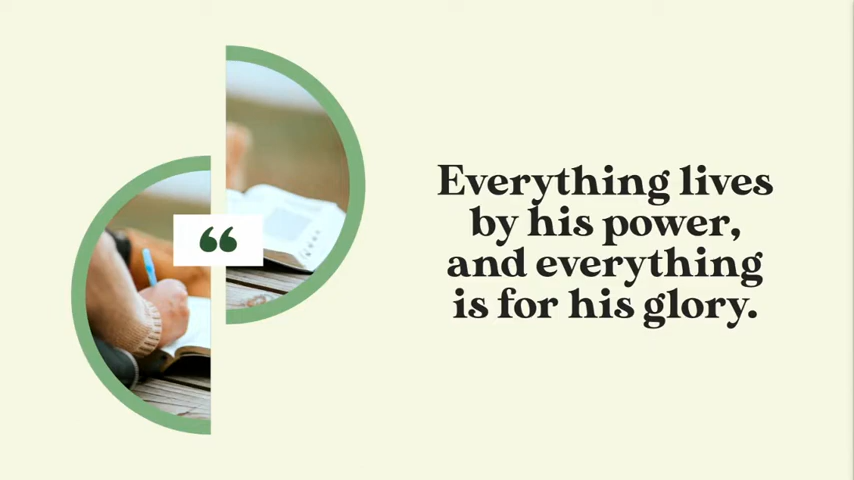 “
Everything lives
by his power,
and everything
is for his glory.